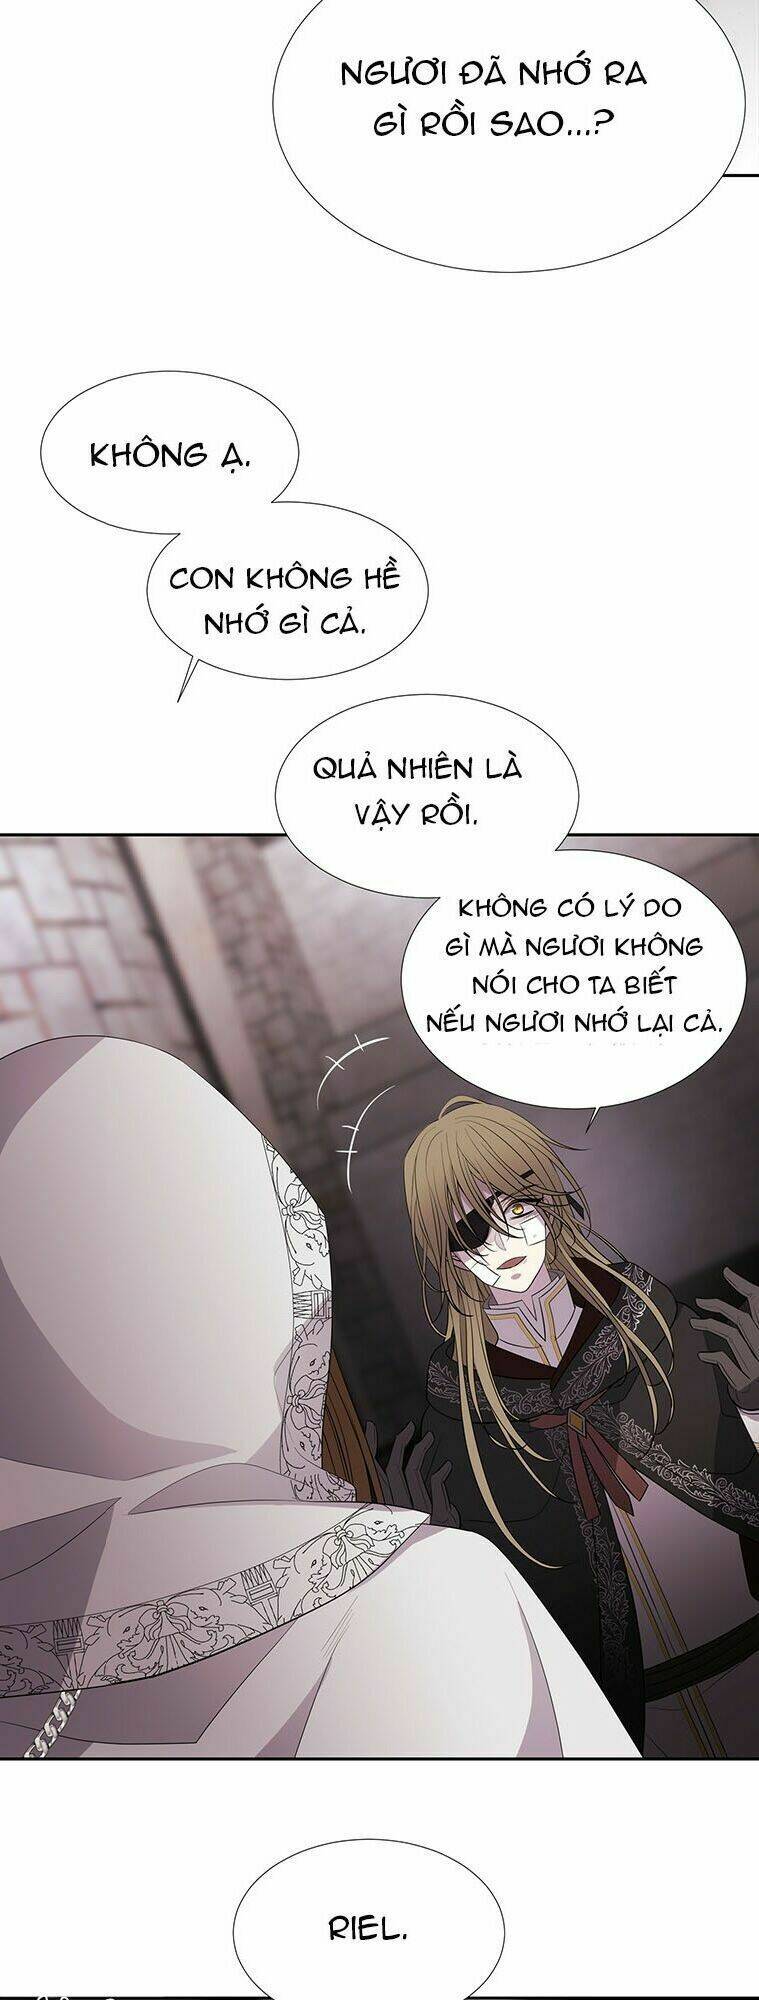 NGƯƠI ĐÃ NHỚ RA
GÌ RỒI SAO...?
KHÔNG Ạ.
CON KHÔNG HỀ
NHỚ GÌ CẢ.
QUẢ NHIÊN LÀ
VẬY RỒI.
KHÔNG CÓ LÝ DO
GÌ MÀ NGƯƠI KHÔNG
NÓI CHO TA BIẾT
NẾU NGƯƠI NHỚ LẠI CẢ.
RIEL.